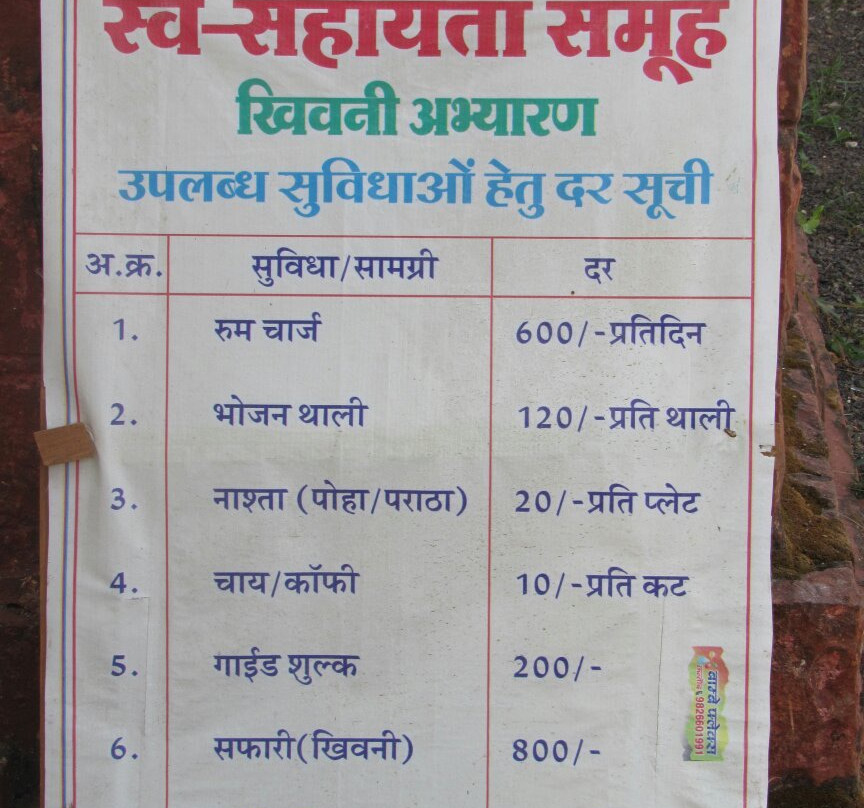 स्व-सहायता समूह
खिवनी अभ्यारण
उपलब्ध सुविधाओं हेतु दर सूची
अ.क्र. सुविधा/सामग्री दर
1. रुम चार्ज 600/-प्रतिदिन
2. भोजन थाली 120/-प्रति थाली
3. नाश्ता (पोहा/पराठा) 20/-प्रति प्लेट
4. चाय/कॉफी 10/-प्रति कट
5. गाईड शुल्क 200/-
6. सफारी(खिवनी) 800/-
9826601991